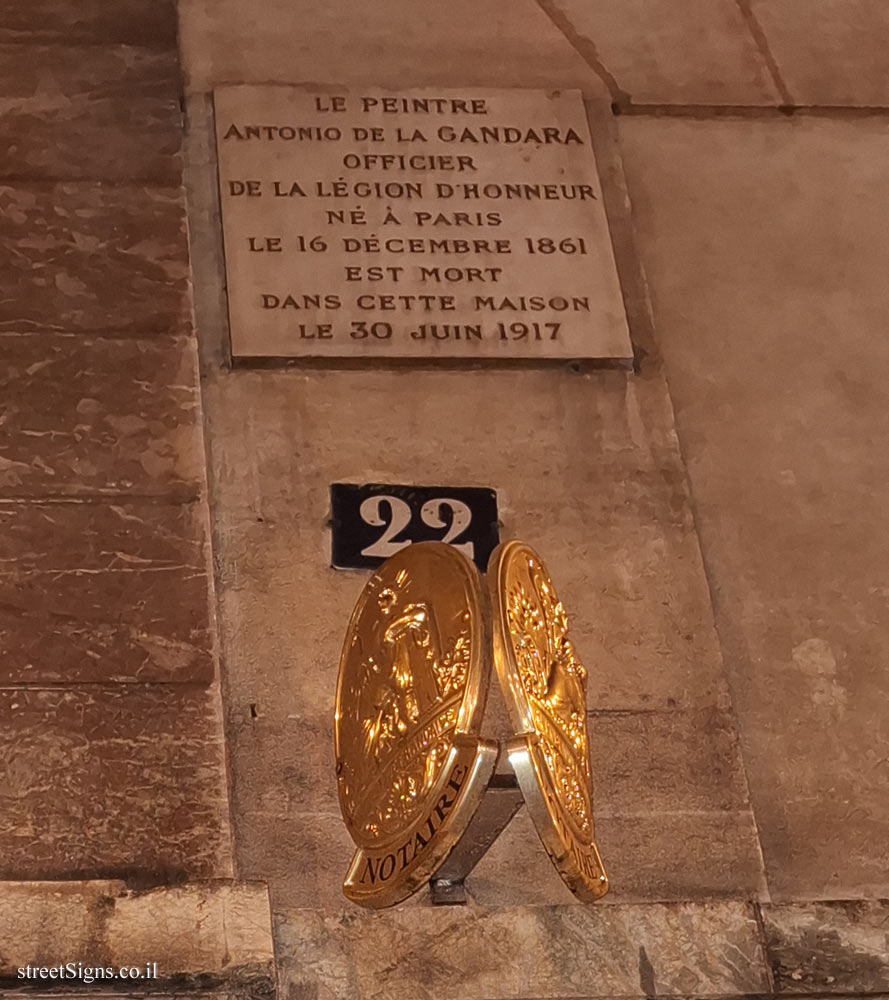 LE PEINTRE
ANTONIO DE LA GANDARA
OFFICIER
DE LA LÉGION D'HONNEUR
NÉ À PARIS
LE 16 DÉCEMBRE 1861
EST MORT
DANS CETTE MAISON
LE 30 JUIN 1917
22
NOTAIRE
streetSigns.co.il